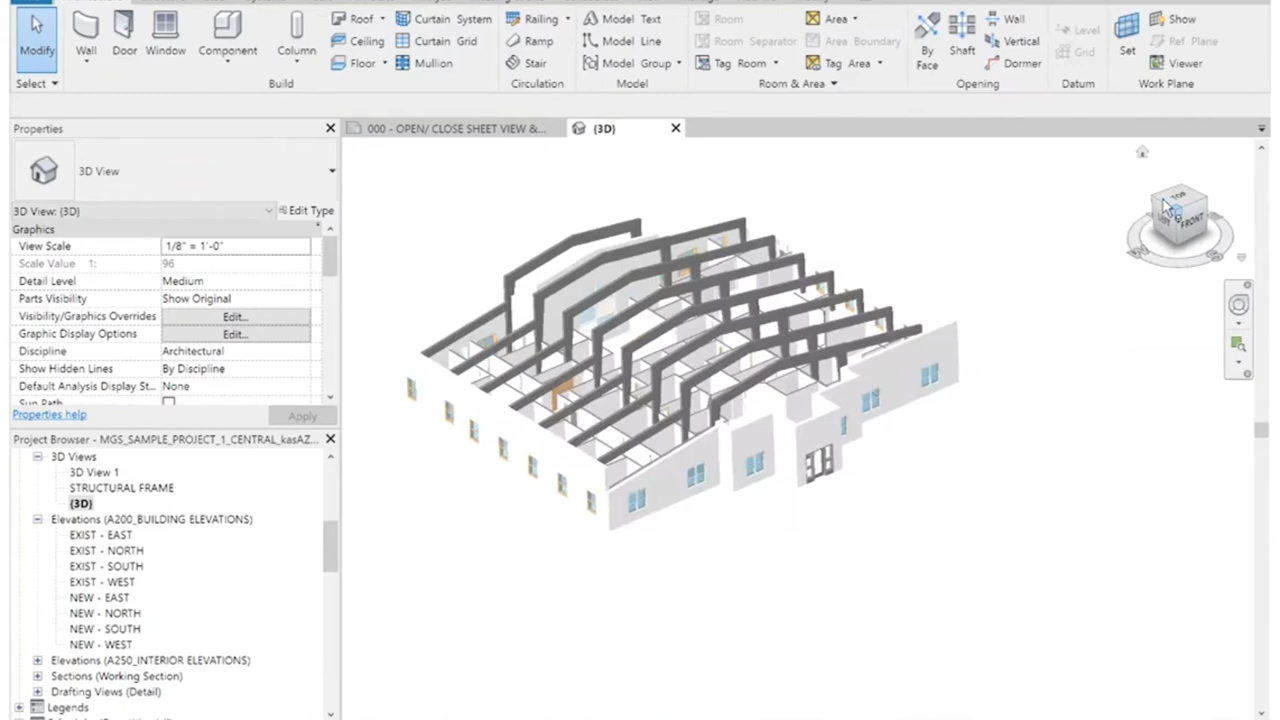 Roof Curtain System Railing Model Text Room Area Wall Show
Modify Wall Door Window Component Column Ceiling Curtain Grid Ramp Model Line Room Separator Area Boundary By Face Shaft Vertical Level Grid Set Ref Plane
Floor Mullion Stair Model Group Tag Room Tag Area Dormer Viewer
Select Build Circulation Model Room & Area Opening Datum Work Plane
Properties
000 - OPEN/ CLOSE SHEET VIEW &...
{3D}
3D View
3D View: {3D}
Edit Type
Graphics
View Scale 1/8" = 1'-0"
Scale Value 1: 96
Detail Level Medium
Parts Visibility Show Original
Visibility/Graphics Overrides Edit...
Graphic Display Options Edit...
Discipline Architectural
Show Hidden Lines By Discipline
Default Analysis Display St... None
Sun Path
Properties help Apply
Project Browser - MGS_SAMPLE_PROJECT_1_CENTRAL_kasAZ...
3D Views
3D View 1
STRUCTURAL FRAME
{3D}
Elevations (A200_BUILDING ELEVATIONS)
EXIST - EAST
EXIST - NORTH
EXIST - SOUTH
EXIST - WEST
NEW - EAST
NEW - NORTH
NEW - SOUTH
NEW - WEST
Elevations (A250_INTERIOR ELEVATIONS)
Sections (Working Section)
Drafting Views (Detail)
Legends
TOP
LEFT FRONT